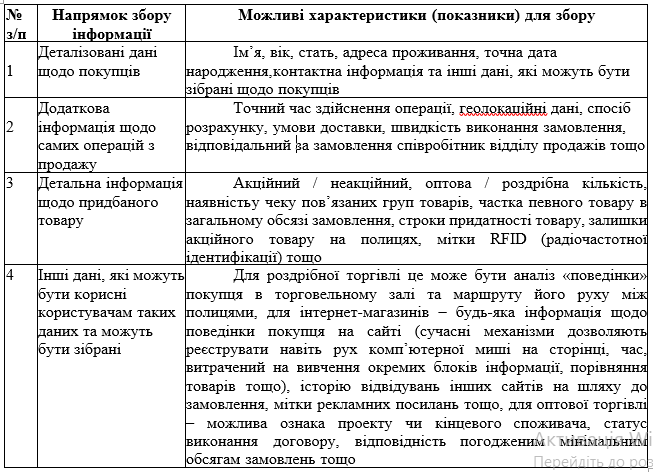 № з/п
Напрямок збору інформації
Можливі характеристики (показники) для збору
1
Деталізовані дані
щодо покупців
Ім’я, вік, стать, адреса проживання, точна дата
народження,контактна інформація та інші дані, які можуть бути
зібрані щодо покупців
2
Додаткова
інформація щодо
самих операцій з
продажу
Точний час здійснення операції, геолокаційні дані, спосіб
розрахунку, умови доставки, швидкість виконання замовлення,
відповідальний за замовлення співробітник відділу продажів тощо
3
Детальна інформація
щодо придбаного
товару
Акційний / неакційний, оптова / роздрібна кількість,
наявністьу чеку пов’язаних груп товарів, частка певного товару в
загальному обсязі замовлення, строки придатності товару, залишки
акційного товару на полицях, мітки RFID (радіочастотної
ідентифікації) тощо
4
Інші дані, які можуть
бути корисні
користувачам таких
даних та можуть
бути зібрані
Для роздрібної торгівлі це може бути аналіз «поведінки»
покупця в торговельному залі та маршруту його руху між
полицями, для інтернет-магазинів – будь-яка інформація щодо
поведінки покупця на сайті (сучасні механізми дозволяють
реєструвати навіть рух комп’ютерної миші на сторінці, час,
витрачений на вивчення окремих блоків інформації, порівняння
товарів тощо), історію відвідувань інших сайтів на шляху до
замовлення, мітки рекламних посилань тощо, для оптової торгівлі
– можлива ознака проекту чи кінцевого споживача, статус
виконання договору, відповідність погодженим мінімальним
обсягам замовлень тощо
Перейдіть до